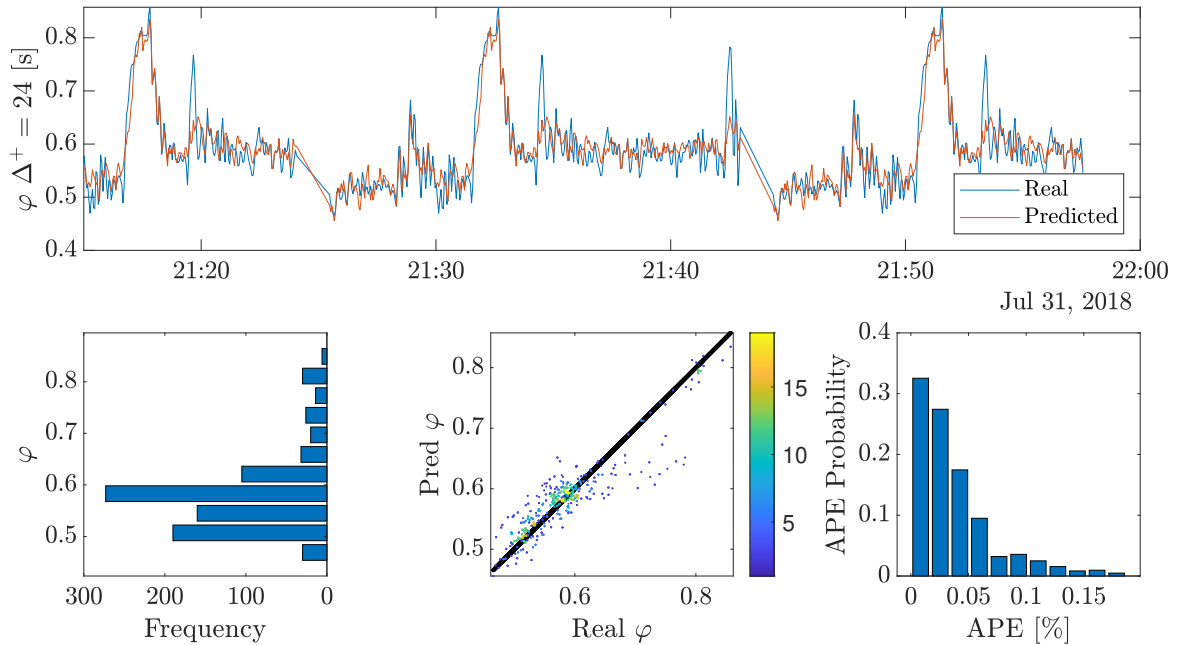 φ Δ⁺ = 24 [s]
0.8
0.7
0.6
0.5
0.4
Real
Predicted
21:20 21:30 21:40 21:50 22:00
Jul 31, 2018
φ
0.8
0.7
0.6
0.5
300 200 100 0
Frequency
Pred φ
0.8
0.7
0.6
0.5
0.6 0.8
Real φ
15
10
5
APE Probability
0.4
0.3
0.2
0.1
0
0 0.05 0.1 0.15
APE [%]